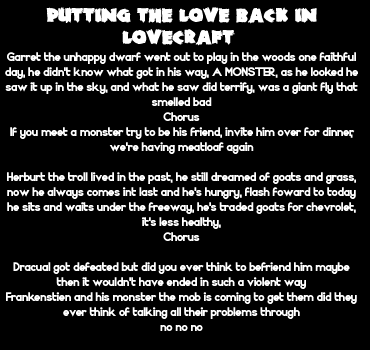 PUTTING THE LOVE BACK IN
LOVECRAFT
Garret the unhappy dwarf went out to play in the woods one faithful
day, he didn't know what got in his way, A MONSTER, as he looked he
saw it up in the sky, and what he saw did terrify, was a giant fly that
smelled bad
Chorus
If you meet a monster try to be his friend, invite him over for dinner,
we're having meatloaf again

Herburt the troll lived in the past, he still dreamed of goats and grass,
now he always comes int last and he's hungry, flash foward to today
he sits and waits under the freeway, he's traded goats for chevrolet,
it's less healthy,
Chorus

Dracual got defeated but did you ever think to befriend him maybe
then it wouldn't have ended in such a violent way
Frankenstien and his monster the mob is coming to get them did they
ever think of talking all their problems through
no no no